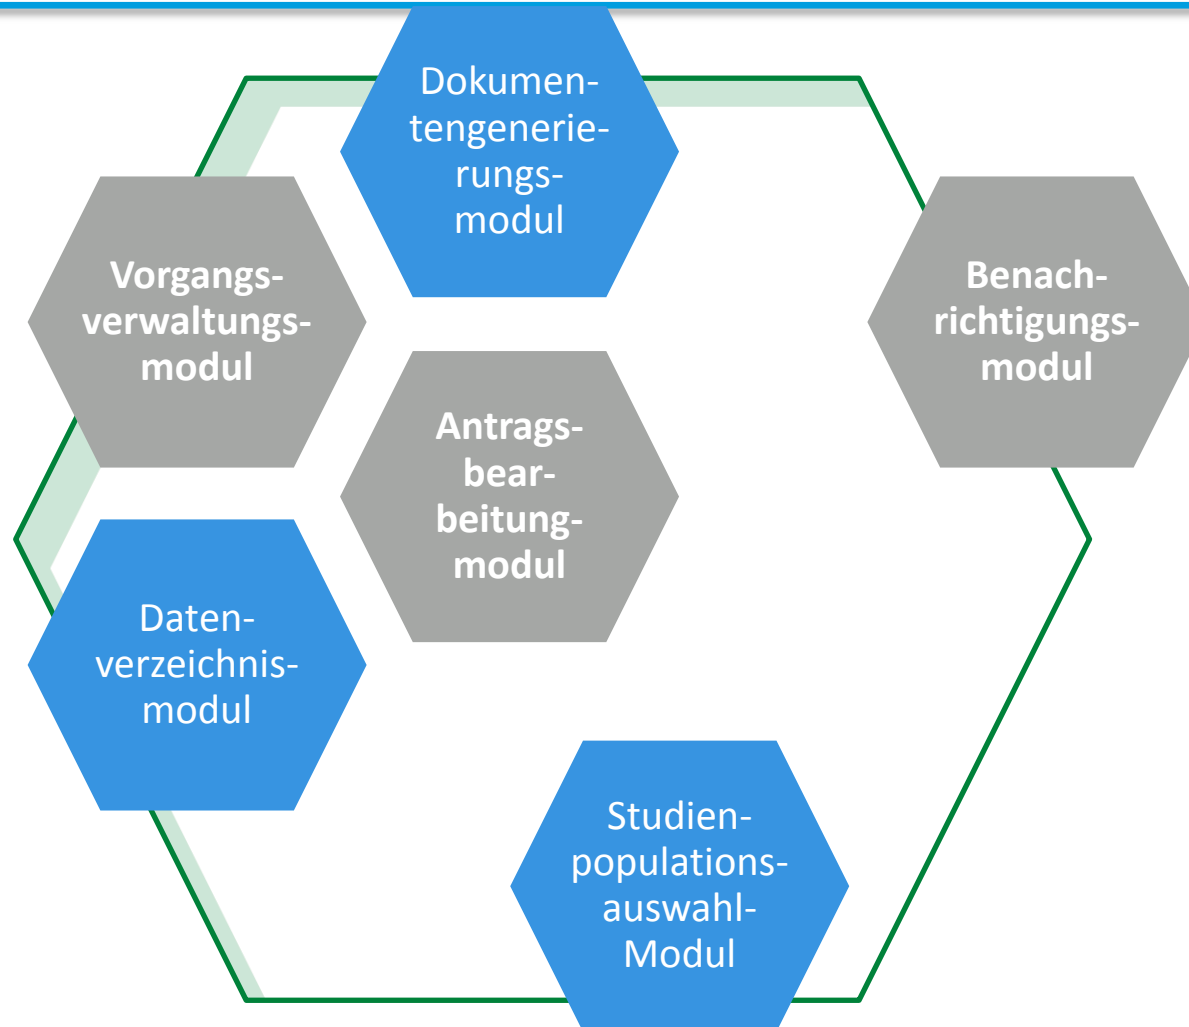 Dokumen-
tengenerie-
rungs-
modul
Vorgangs-
verwaltungs-
modul
Benach-
richtigungs-
modul
Antrags-
bear-
beitung-
modul
Daten-
verzeichnis-
modul
Studien-
populations-
auswahl-
Modul